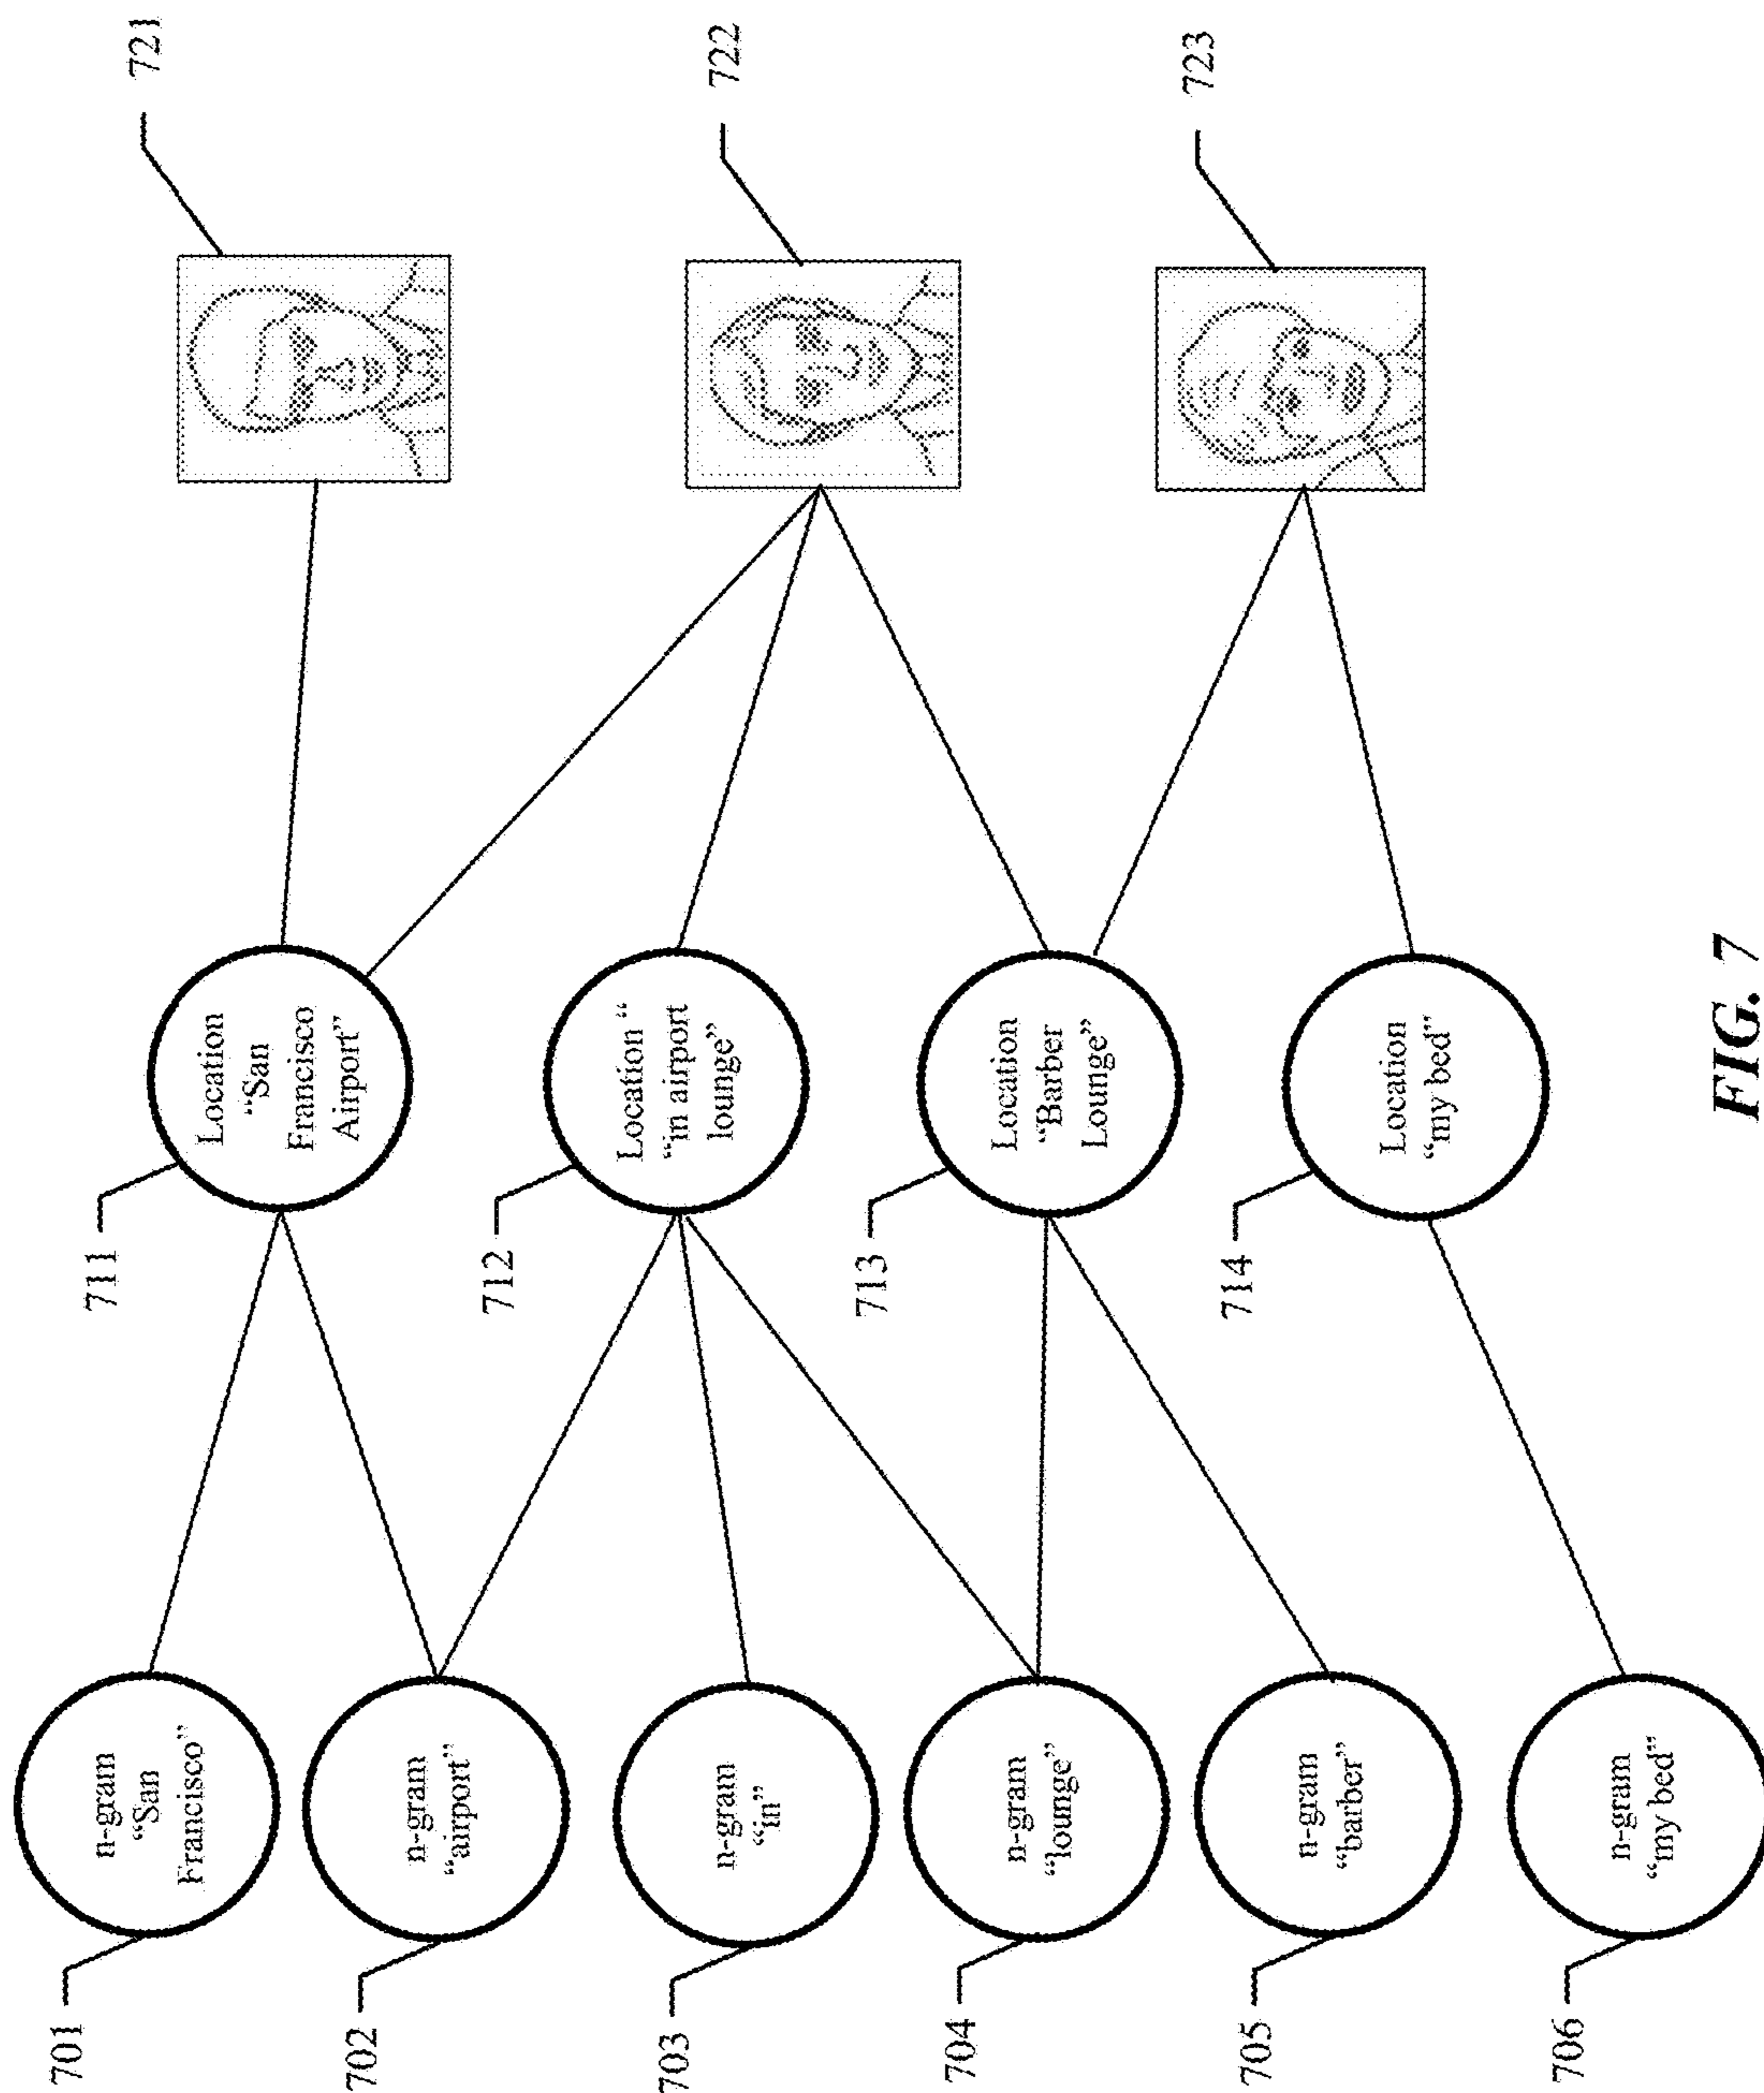 701
n-gram
“San
Francisco”
702
n-gram
“airport”
703
n-gram
“in”
704
n-gram
“lounge”
705
n-gram
“barber”
706
n-gram
“my bed”
711
Location
“San
Francisco
Airport”
712
Location “
“in airport
lounge”
713
Location
“Barber
Lounge”
714
Location
“my bed”
721
722
723
FIG. 7